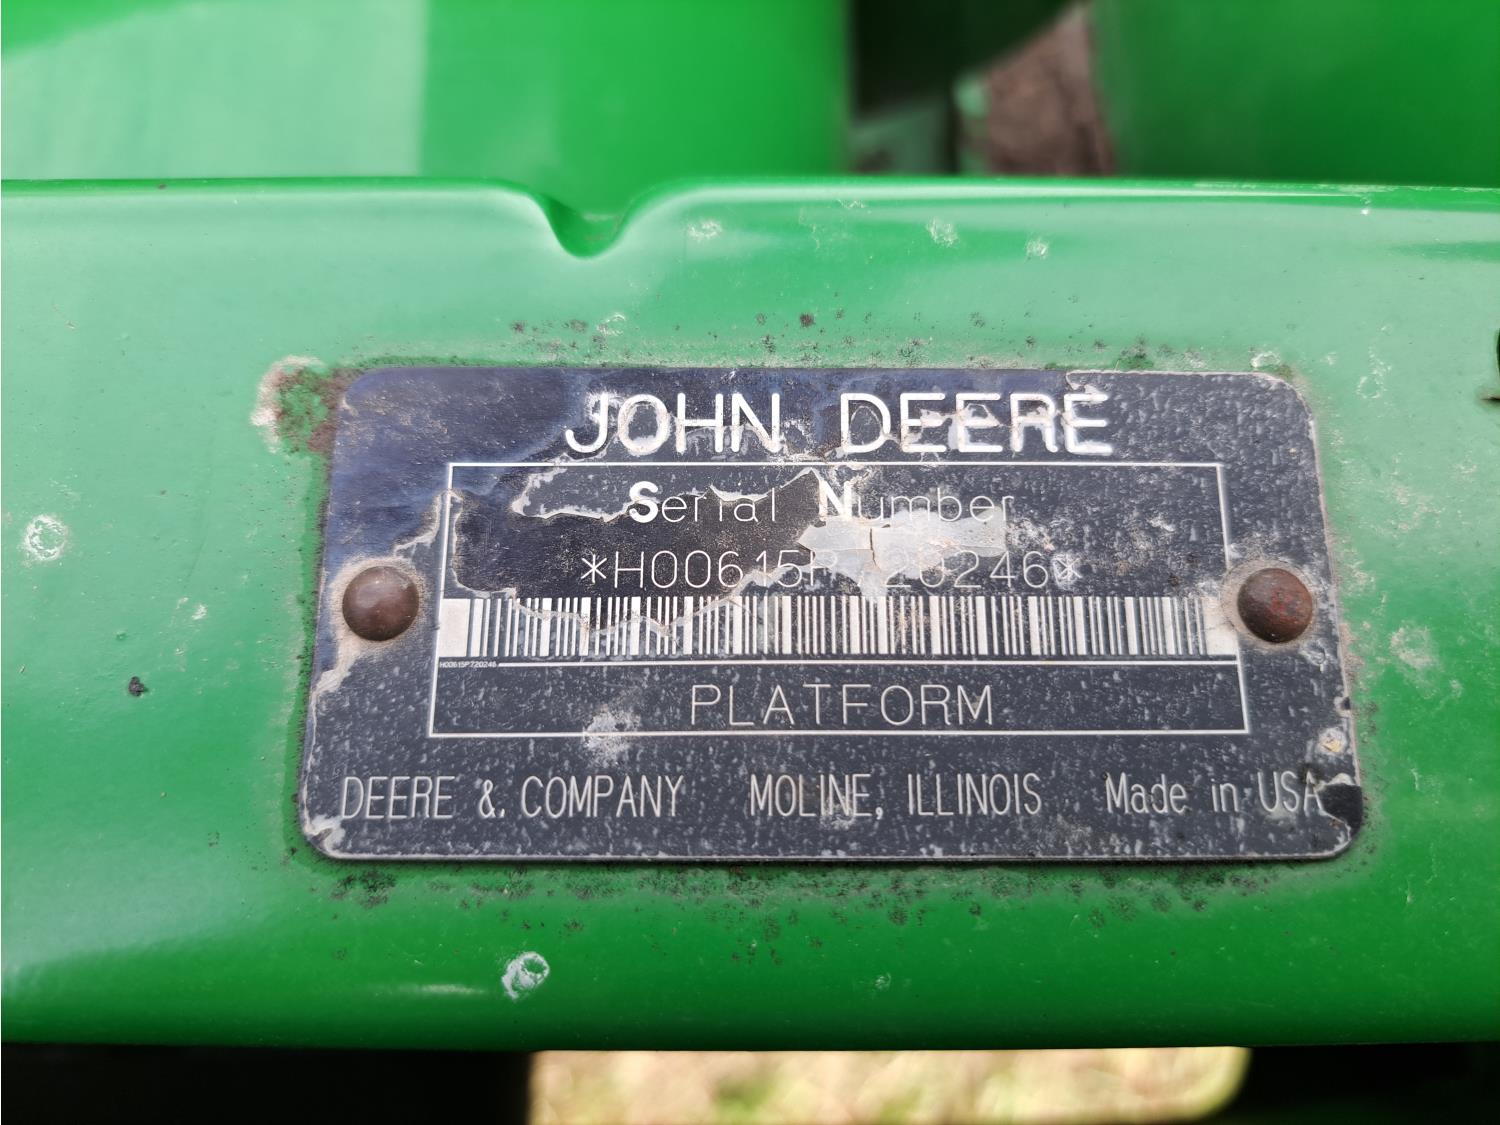 JOHN DEERE
Serial Number
*H00615P720246*
H00615P720246
PLATFORM
DEERE & COMPANY MOLINE, ILLINOIS Made in USA